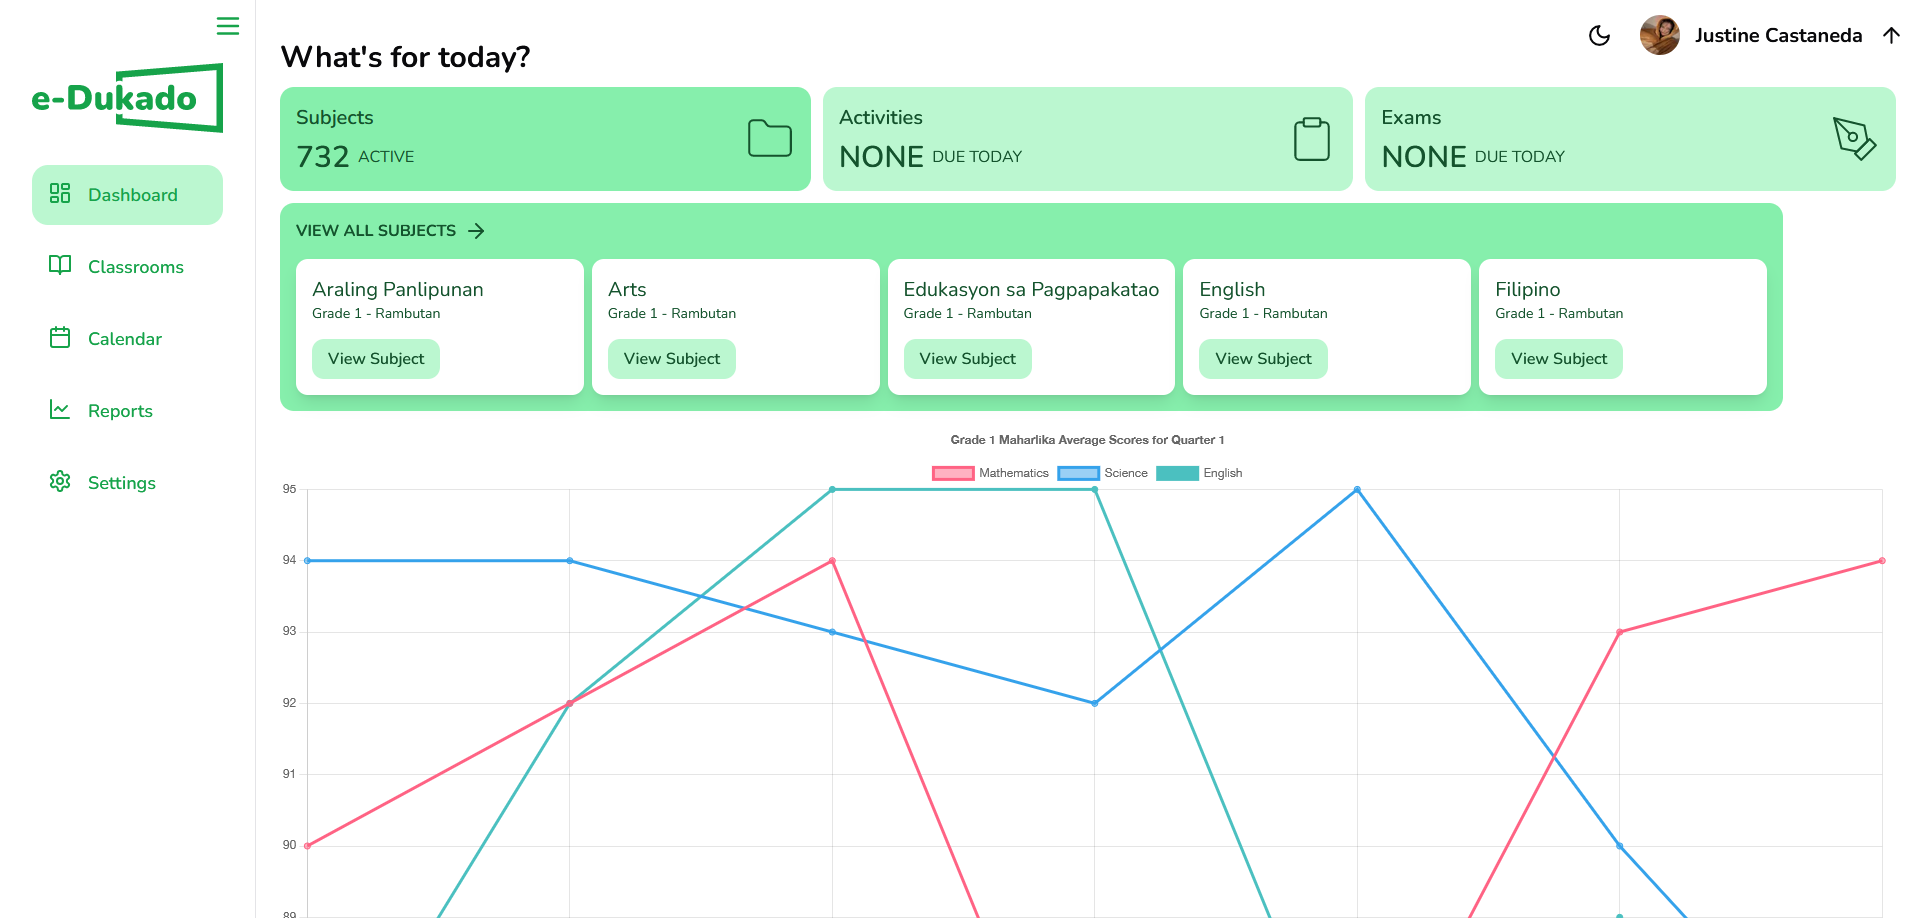 e-Dukado
Dashboard
Classrooms
Calendar
Reports
Settings
What's for today?
Justine Castaneda
Subjects
732 ACTIVE
Activities
NONE DUE TODAY
Exams
NONE DUE TODAY
VIEW ALL SUBJECTS
Araling Panlipunan
Grade 1 - Rambutan
View Subject
Arts
Grade 1 - Rambutan
View Subject
Edukasyon sa Pagpapakatao
Grade 1 - Rambutan
View Subject
English
Grade 1 - Rambutan
View Subject
Filipino
Grade 1 - Rambutan
View Subject
Grade 1 Maharlika Average Scores for Quarter 1
Mathematics Science English
95
94
93
92
91
90
89